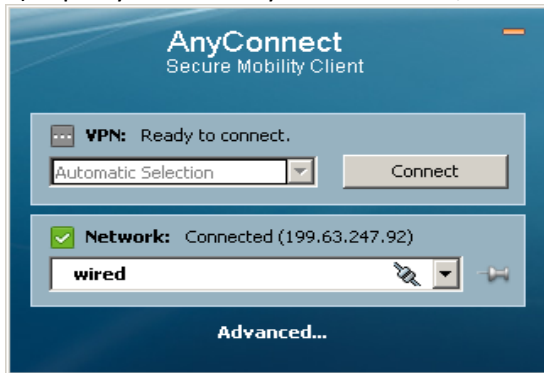 AnyConnect
Secure Mobility Client
VPN: Ready to connect.
Automatic Selection
Connect
Network: Connected (199.63.247.92)
wired
Advanced...